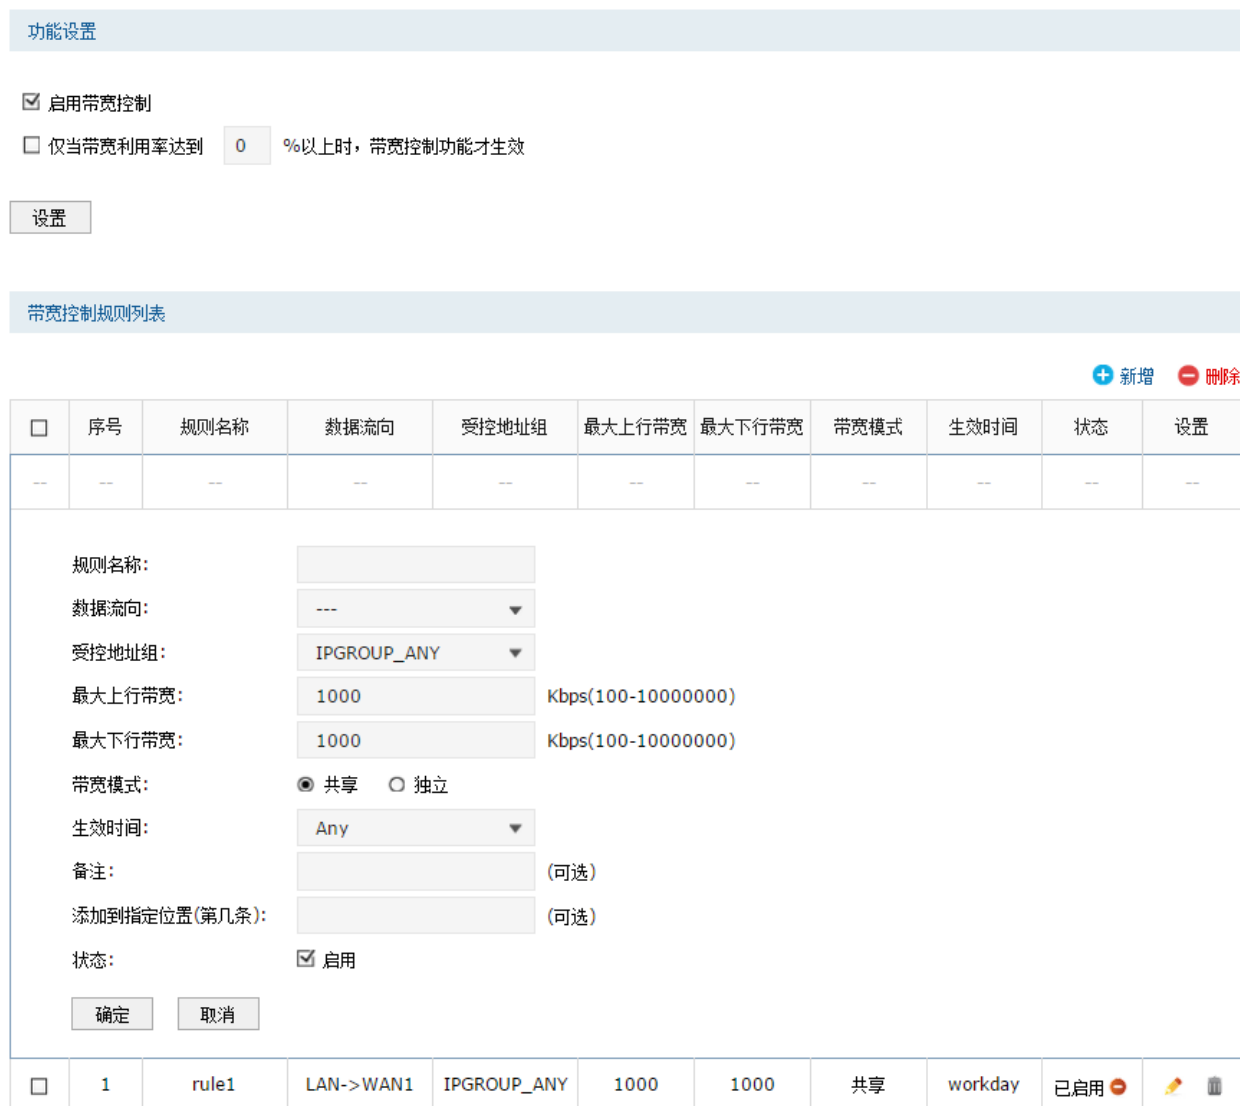 功能设置
启用带宽控制
仅当带宽利用率达到 0 %以上时，带宽控制功能才生效
设置
带宽控制规则列表
新增 删除
序号 规则名称 数据流向 受控地址组 最大上行带宽 最大下行带宽 带宽模式 生效时间 状态 设置
-- -- -- -- -- -- -- -- -- -- --
规则名称:
数据流向: ---
受控地址组: IPGROUP_ANY
最大上行带宽: 1000 Kbps(100-10000000)
最大下行带宽: 1000 Kbps(100-10000000)
带宽模式: 共享 独立
生效时间: Any
备注: (可选)
添加到指定位置(第几条): (可选)
状态: 启用
确定 取消
1 rule1 LAN->WAN1 IPGROUP_ANY 1000 1000 共享 workday 已启用